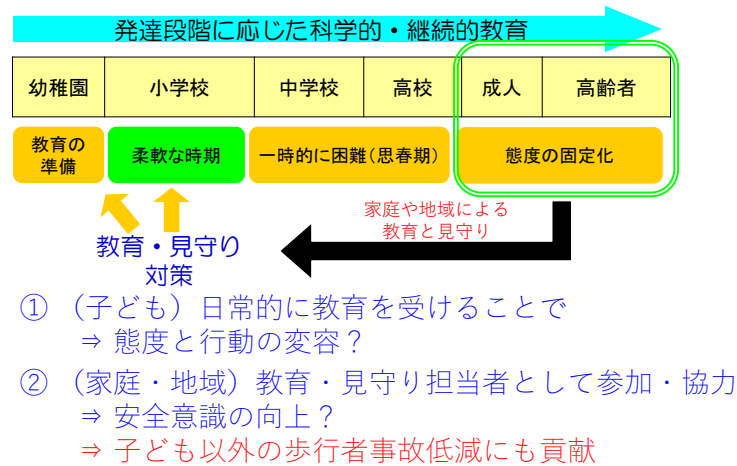 発達段階に応じた科学的・継続的教育
幼稚園 小学校 中学校 高校 成人 高齢者
教育の
準備
柔軟な時期
一時的に困難(思春期)
態度の固定化
家庭や地域による
教育と見守り
教育・見守り
対策
① （子ども）日常的に教育を受けることで
⇒ 態度と行動の変容？
② （家庭・地域）教育・見守り担当者として参加・協力
⇒ 安全意識の向上？
⇒ 子ども以外の歩行者事故低減にも貢献